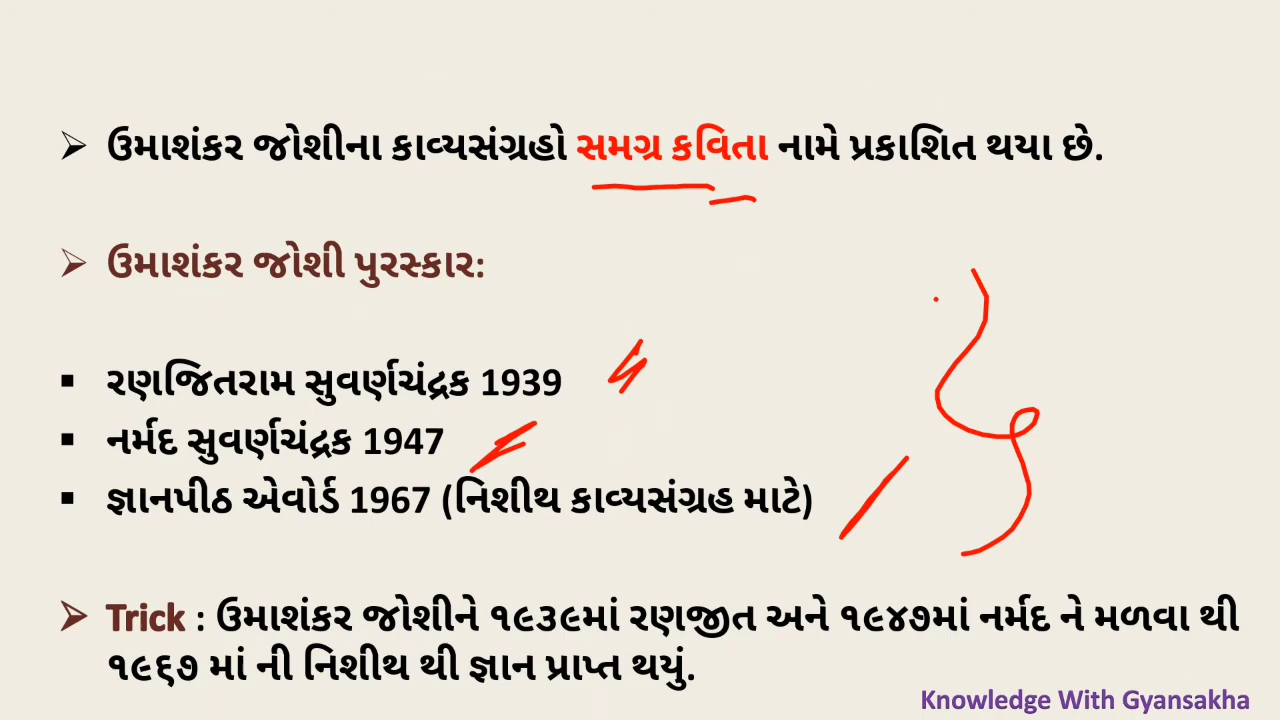 ➢ ઉમાશંકર જોશીના કાવ્યસંગ્રહો સમગ્ર કવિતા નામે પ્રકાશિત થયા છે.
➢ ઉમાશંકર જોશી પુરસ્કાર:
▪ રણજિતરામ સુવર્ણચંદ્રક 1939
▪ નર્મદ સુવર્ણચંદ્રક 1947
▪ જ્ઞાનપીઠ એવોર્ડ 1967 (નિશીથ કાવ્યસંગ્રહ માટે)
➢ Trick : ઉમાશંકર જોશીને ૧૯૩૯માં રણજીત અને ૧૯૪૭માં નર્મદ ને મળવા થી
૧૯૬૭ માં ની નિશીથ થી જ્ઞાન પ્રાપ્ત થયું.
Knowledge With Gyansakha